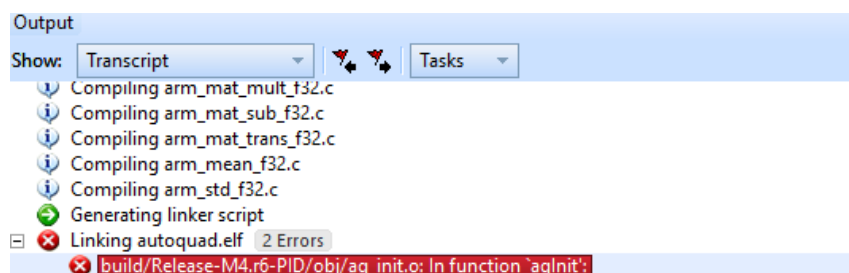 Output
Show: Transcript Tasks
Compiling arm_mat_mult_f32.c
Compiling arm_mat_sub_f32.c
Compiling arm_mat_trans_f32.c
Compiling arm_mean_f32.c
Compiling arm_std_f32.c
Generating linker script
Linking autoquad.elf 2 Errors
build/Release-M4.r6-PID/obj/aq_init.o: In function `aqInit':